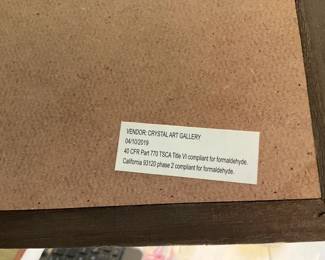 VENDOR: CRYSTAL ART GALLERY
04/10/2019
40 CFR Part 770 TSCA Title VI compliant for formaldehyde.
California 93120 phase 2 compliant for formaldehyde.